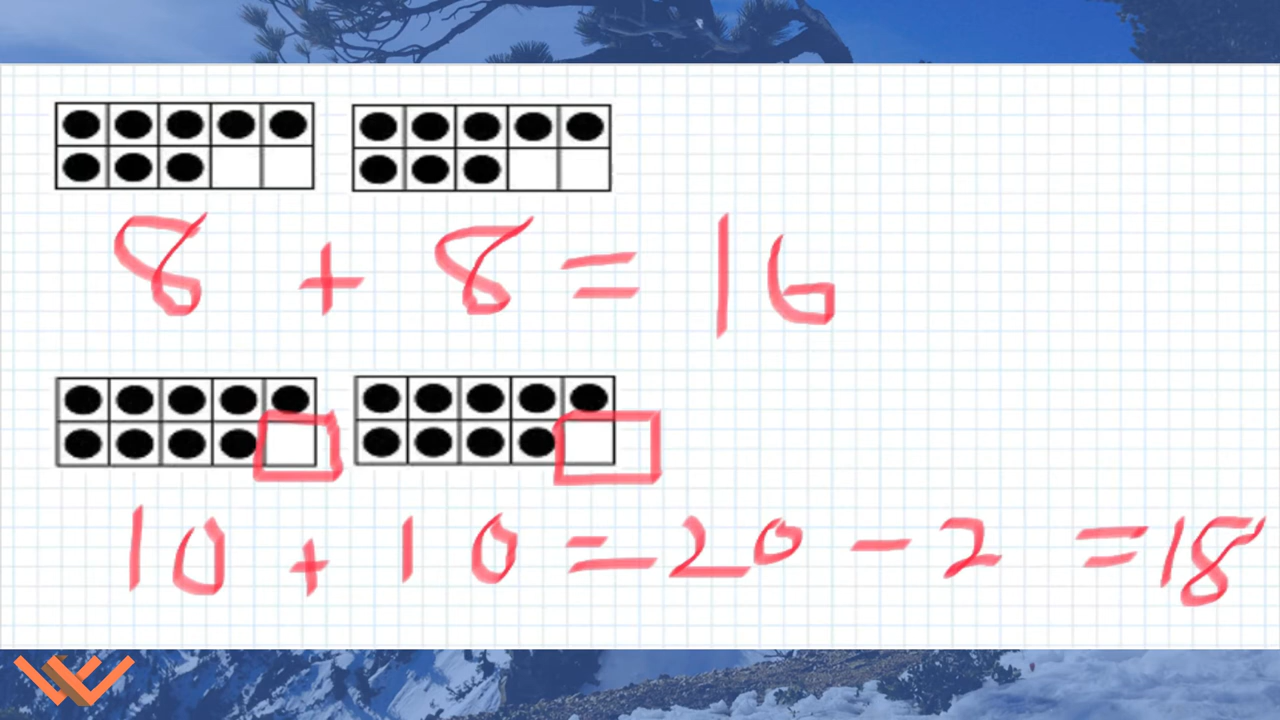 8 + 8 = 16
10 + 10 = 20 - 2 = 18